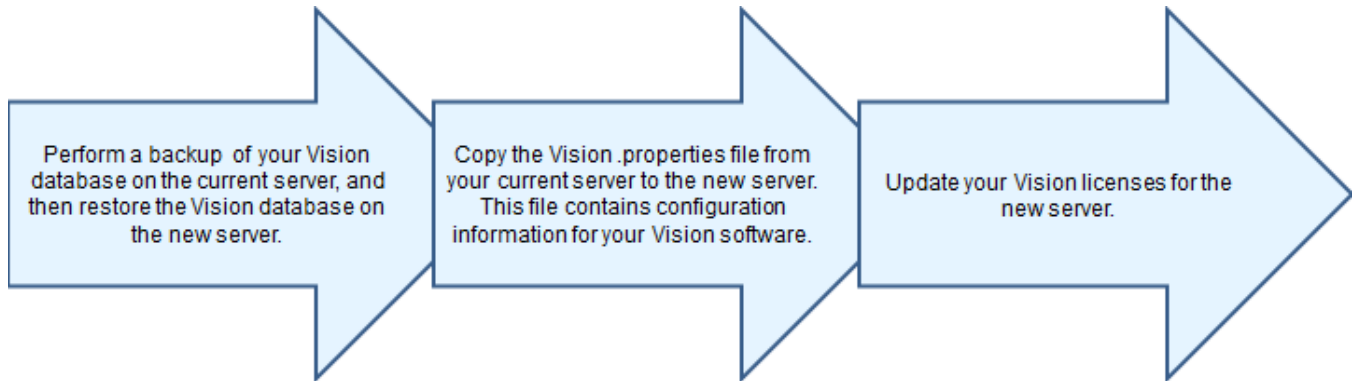 Perform a backup of your Vision
database on the current server, and
then restore the Vision database on
the new server.
Copy the Vision .properties file from
your current server to the new server.
This file contains configuration
information for your Vision software.
Update your Vision licenses for the
new server.